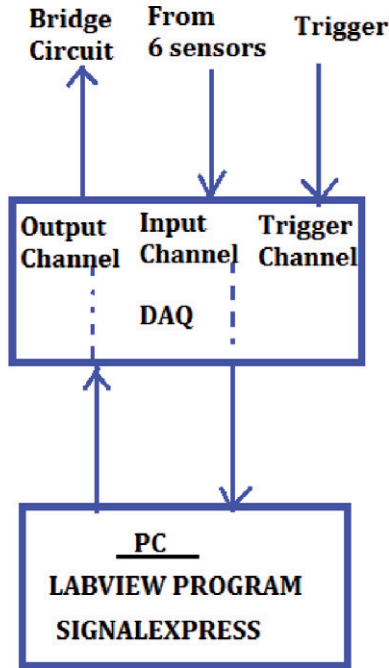 Bridge
Circuit
From
6 sensors
Trigger
Output
Channel
Input
Channel
Trigger
Channel
DAQ
PC
LABVIEW PROGRAM
SIGNALEXPRESS